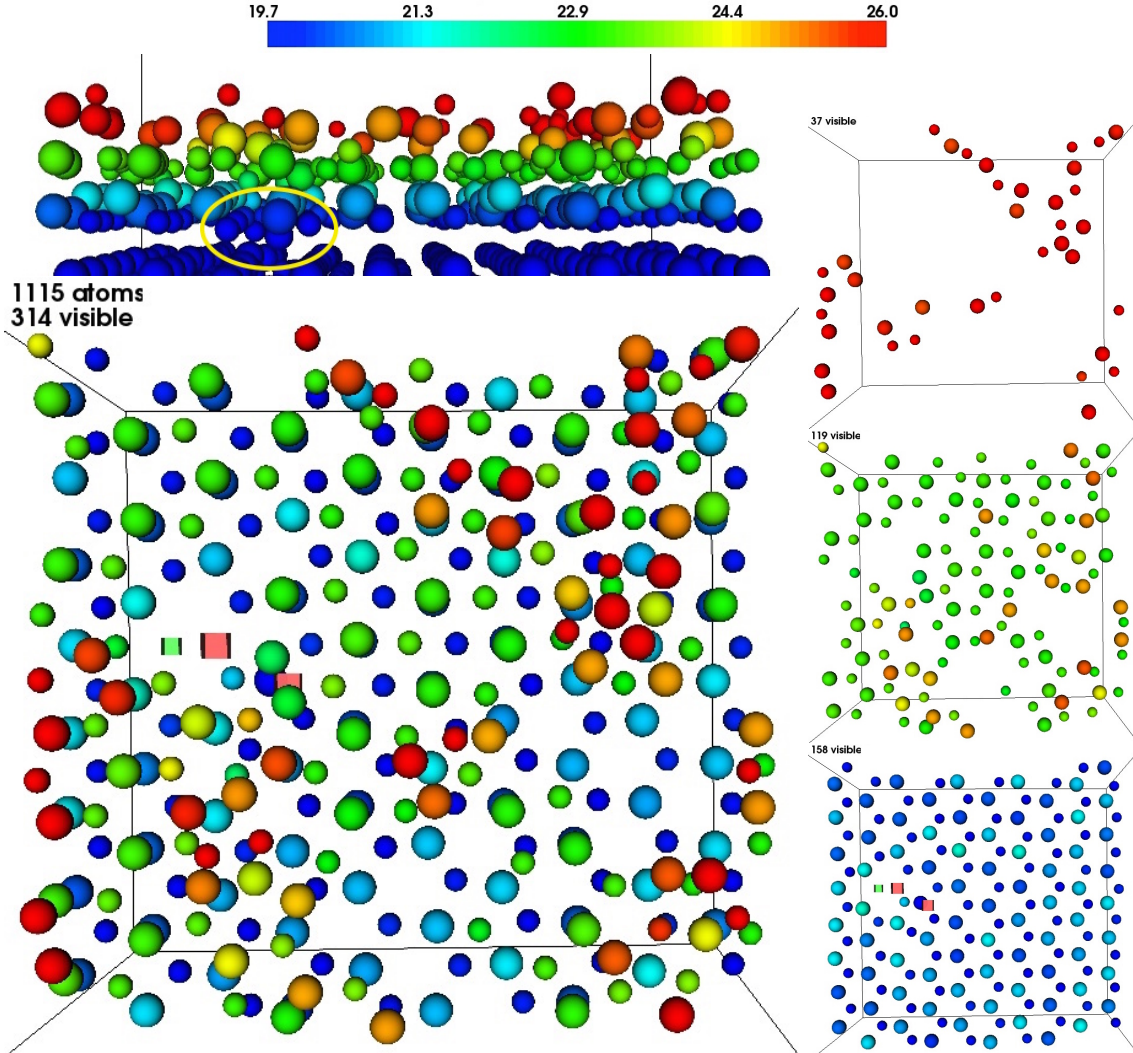 19.7 21.3 22.9 24.4 26.0
37 visible
1115 atoms
314 visible
119 visible
158 visible